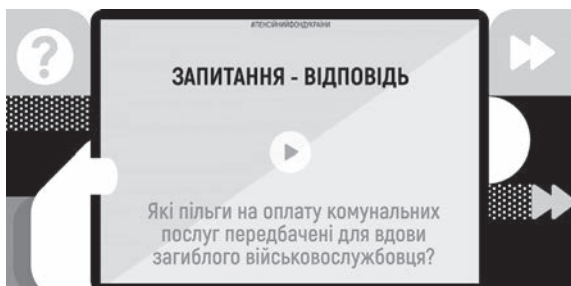 #ПЕНСІЙНИЙФОНДУКРАЇНИ
ЗАПИТАННЯ - ВІДПОВІДЬ
Які пільги на оплату комунальних
послуг передбачені для вдови
загиблого військовослужбовця?